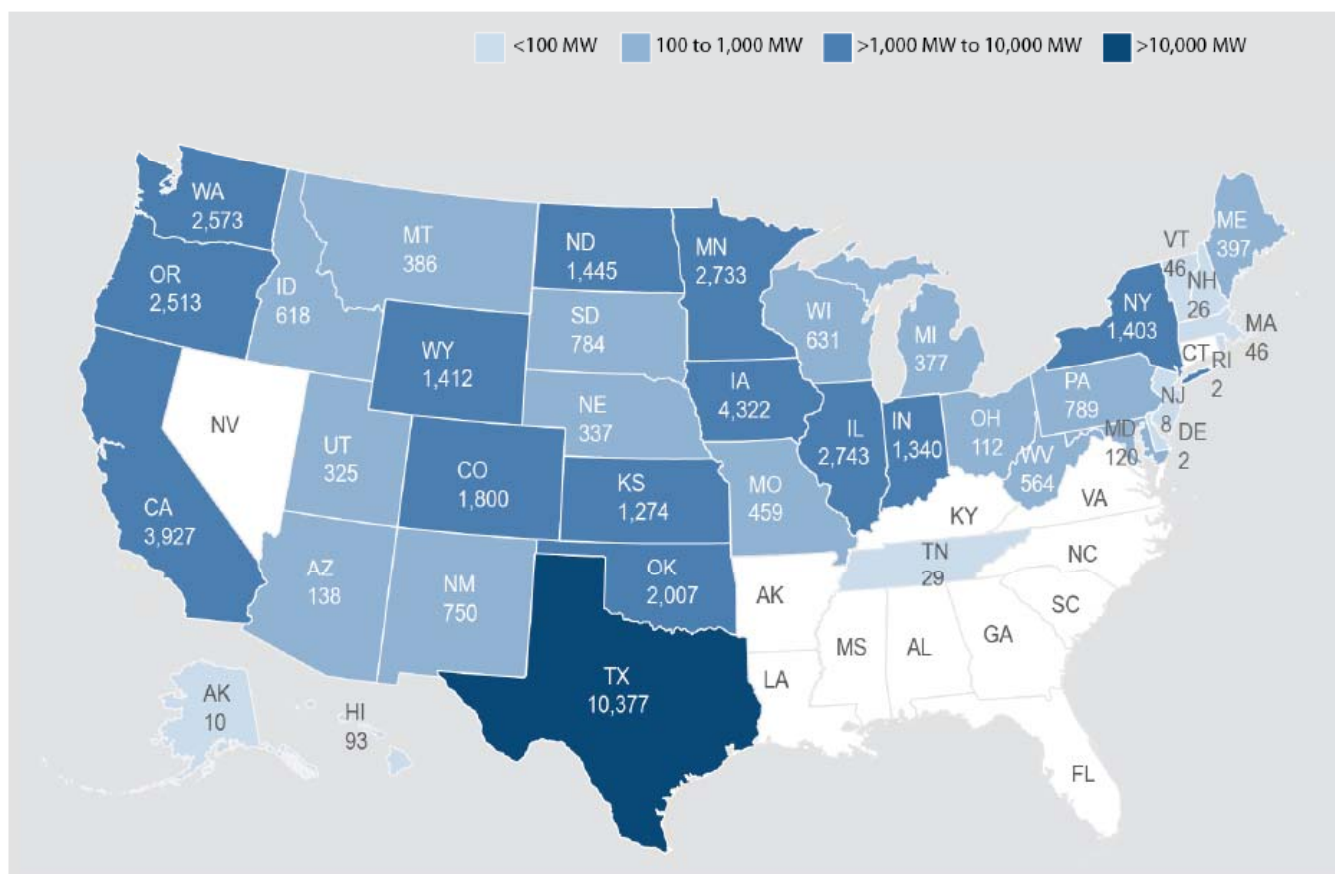 <100 MW
100 to 1,000 MW
>1,000 MW to 10,000 MW
>10,000 MW
WA
2,573
OR
2,513
CA
3,927
NV
ID
618
MT
386
WY
1,412
UT
325
CO
1,800
AZ
138
NM
750
ND
1,445
SD
784
NE
337
KS
1,274
OK
2,007
TX
10,377
MN
2,733
IA
4,322
MO
459
AK
LA
WI
631
IL
2,743
MI
377
IN
1,340
OH
112
KY
TN
29
MS
AL
GA
FL
SC
NC
VA
WV
564
PA
789
MD
120
DE
2
NJ
8
NY
1,403
CT
RI
2
MA
46
VT
46
NH
26
ME
397
AK
10
HI
93